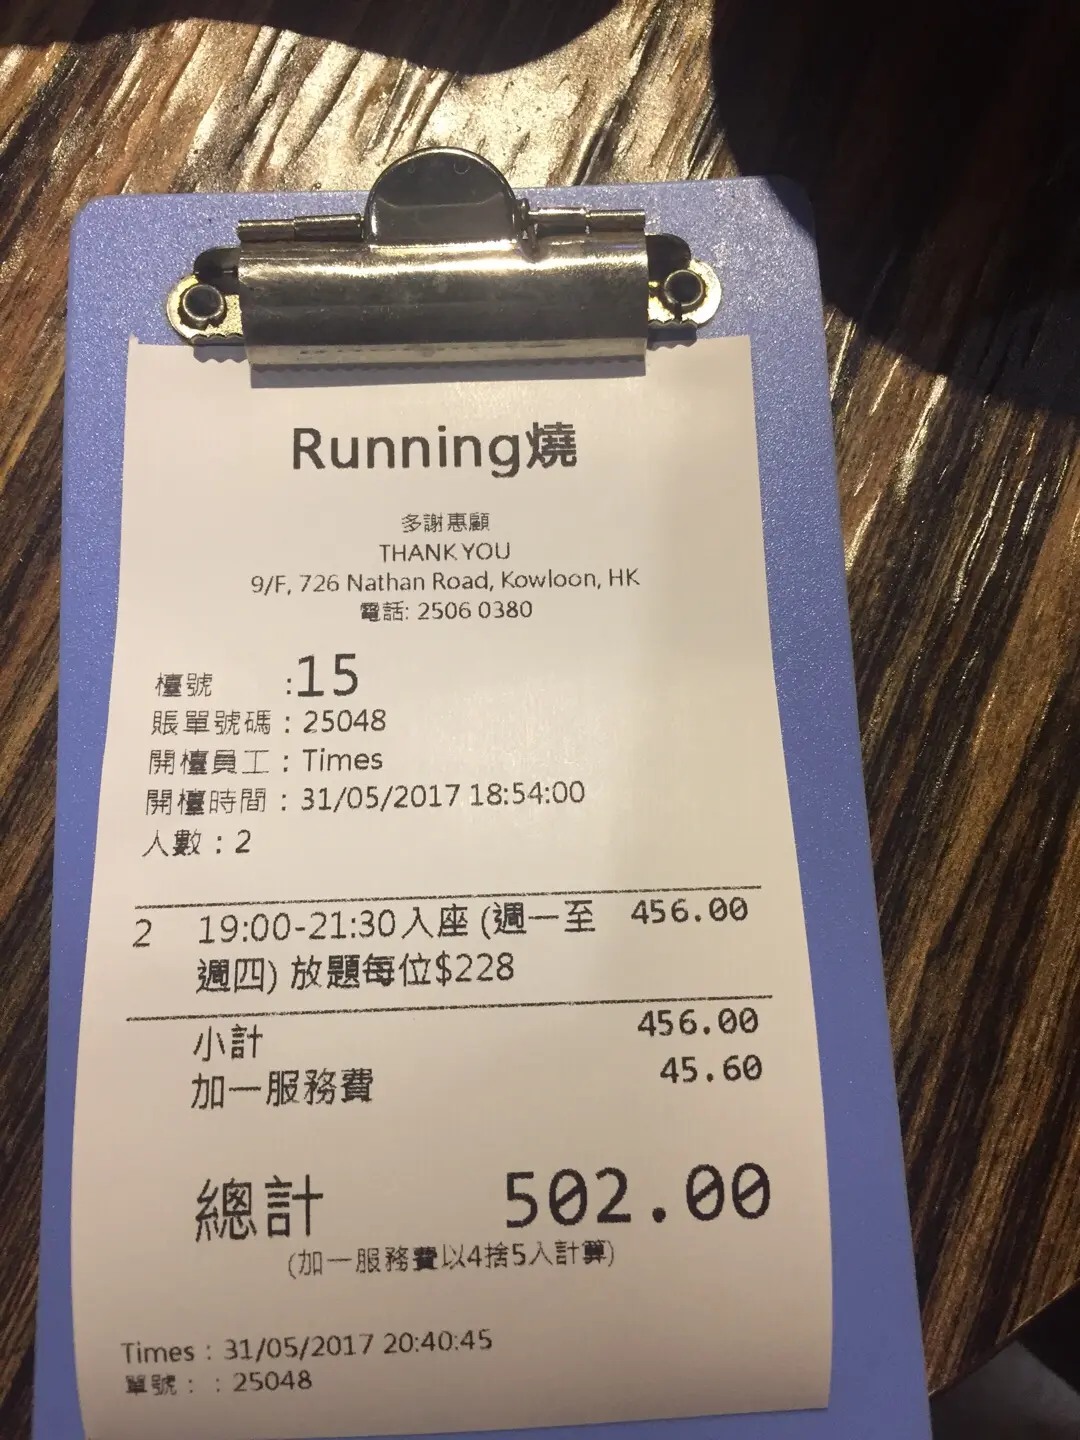 Running燒
多謝惠顧
THANK YOU
9/F, 726 Nathan Road, Kowloon, HK
電話: 2506 0380
檯號 :15
賬單號碼 : 25048
開檯員工 : Times
開檯時間 : 31/05/2017 18:54:00
人數 : 2
2 19:00-21:30入座 (週一至 456.00
週四) 放題每位$228
小計 456.00
加一服務費 45.60
總計 502.00
(加一服務費以4捨5入計算)
Times : 31/05/2017 20:40:45
單號 : : 25048